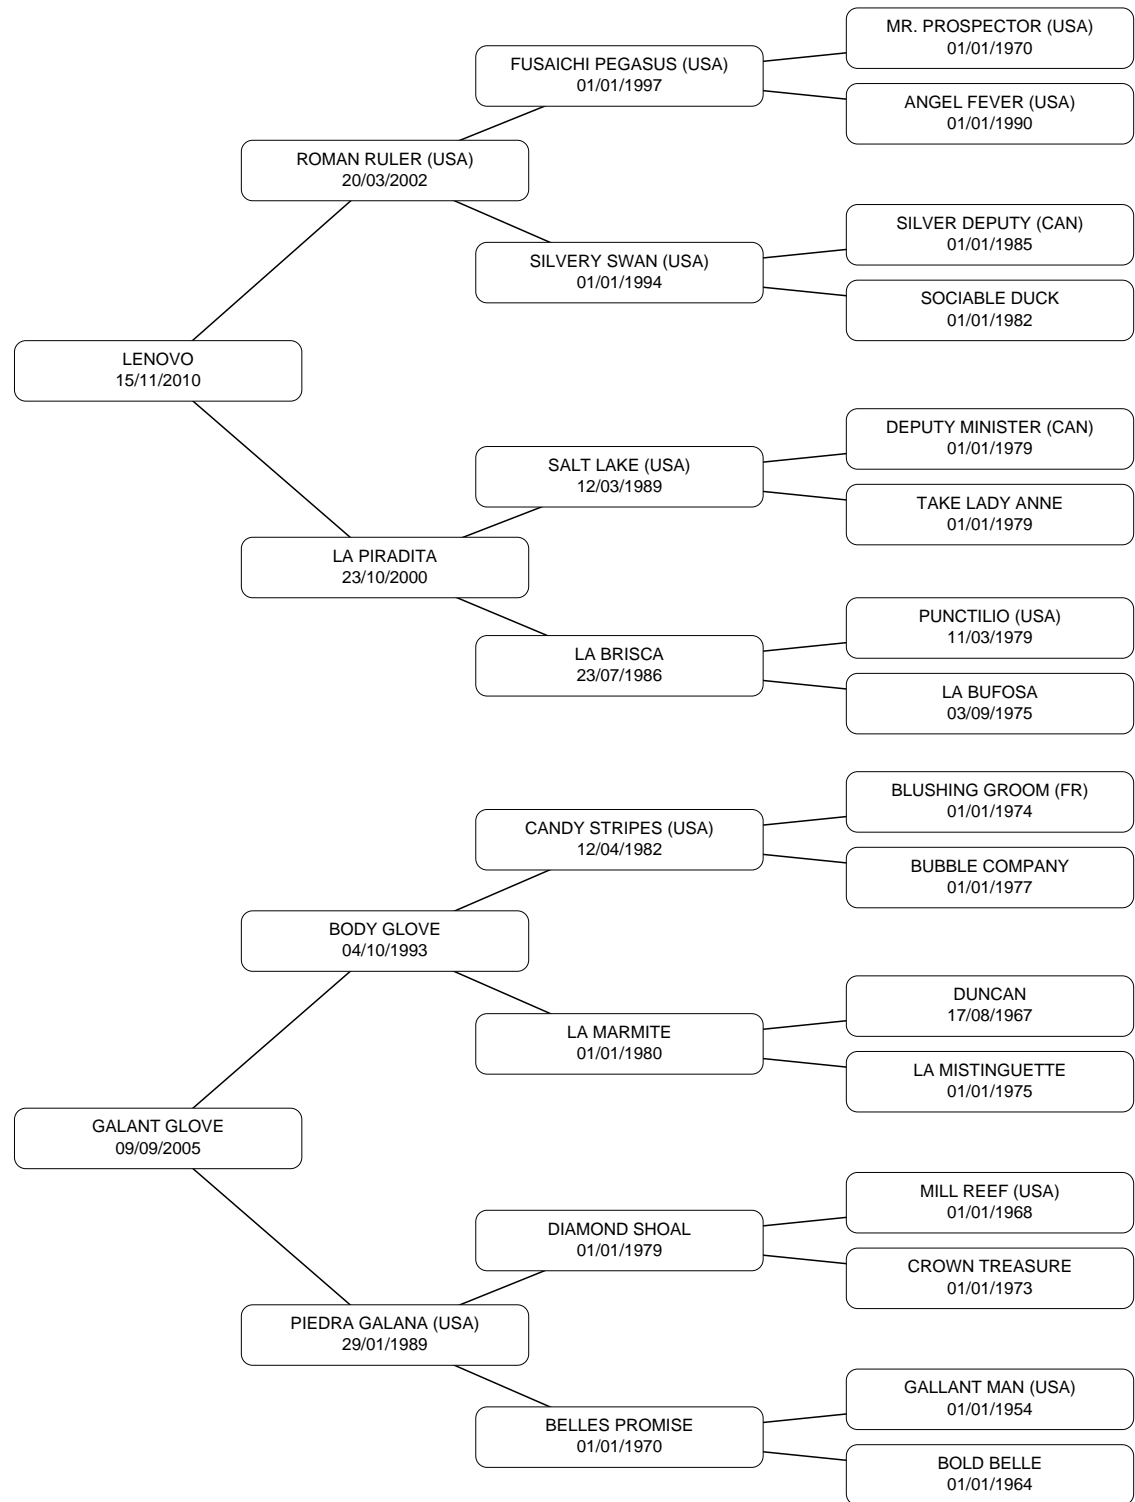 MR. PROSPECTOR (USA)
01/01/1970
FUSAICHI PEGASUS (USA)
01/01/1997
ANGEL FEVER (USA)
01/01/1990
ROMAN RULER (USA)
20/03/2002
SILVER DEPUTY (CAN)
01/01/1985
SILVERY SWAN (USA)
01/01/1994
SOCIABLE DUCK
01/01/1982
LENOVO
15/11/2010
DEPUTY MINISTER (CAN)
01/01/1979
SALT LAKE (USA)
12/03/1989
TAKE LADY ANNE
01/01/1979
LA PIRADITA
23/10/2000
PUNCTILIO (USA)
11/03/1979
LA BRISCA
23/07/1986
LA BUFOSA
03/09/1975
BLUSHING GROOM (FR)
01/01/1974
CANDY STRIPES (USA)
12/04/1982
BUBBLE COMPANY
01/01/1977
BODY GLOVE
04/10/1993
DUNCAN
17/08/1967
LA MARMITE
01/01/1980
LA MISTINGUETTE
01/01/1975
GALANT GLOVE
09/09/2005
MILL REEF (USA)
01/01/1968
DIAMOND SHOAL
01/01/1979
CROWN TREASURE
01/01/1973
PIEDRA GALANA (USA)
29/01/1989
GALLANT MAN (USA)
01/01/1954
BELLES PROMISE
01/01/1970
BOLD BELLE
01/01/1964